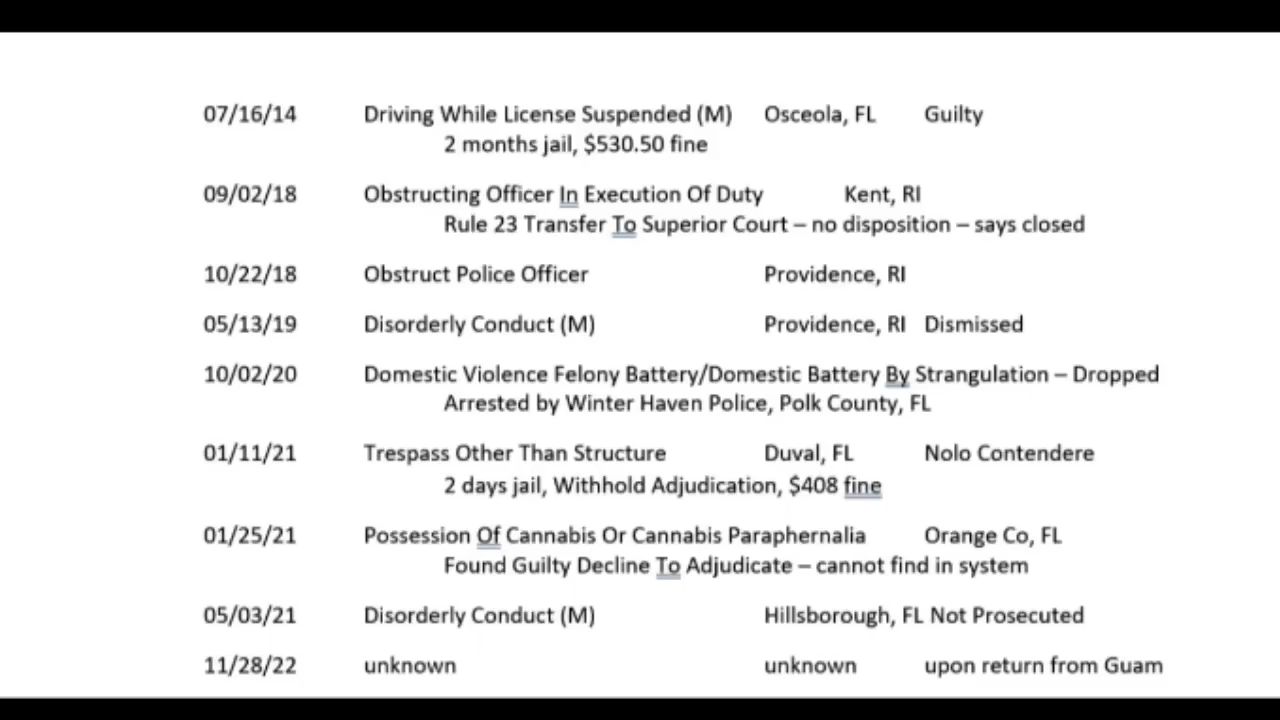 07/16/14 Driving While License Suspended (M) Osceola, FL Guilty
2 months jail, $530.50 fine
09/02/18 Obstructing Officer In Execution Of Duty Kent, RI
Rule 23 Transfer To Superior Court – no disposition – says closed
10/22/18 Obstruct Police Officer Providence, RI
05/13/19 Disorderly Conduct (M) Providence, RI Dismissed
10/02/20 Domestic Violence Felony Battery/Domestic Battery By Strangulation – Dropped
Arrested by Winter Haven Police, Polk County, FL
01/11/21 Trespass Other Than Structure Duval, FL Nolo Contendere
2 days jail, Withhold Adjudication, $408 fine
01/25/21 Possession Of Cannabis Or Cannabis Paraphernalia Orange Co, FL
Found Guilty Decline To Adjudicate – cannot find in system
05/03/21 Disorderly Conduct (M) Hillsborough, FL Not Prosecuted
11/28/22 unknown unknown upon return from Guam